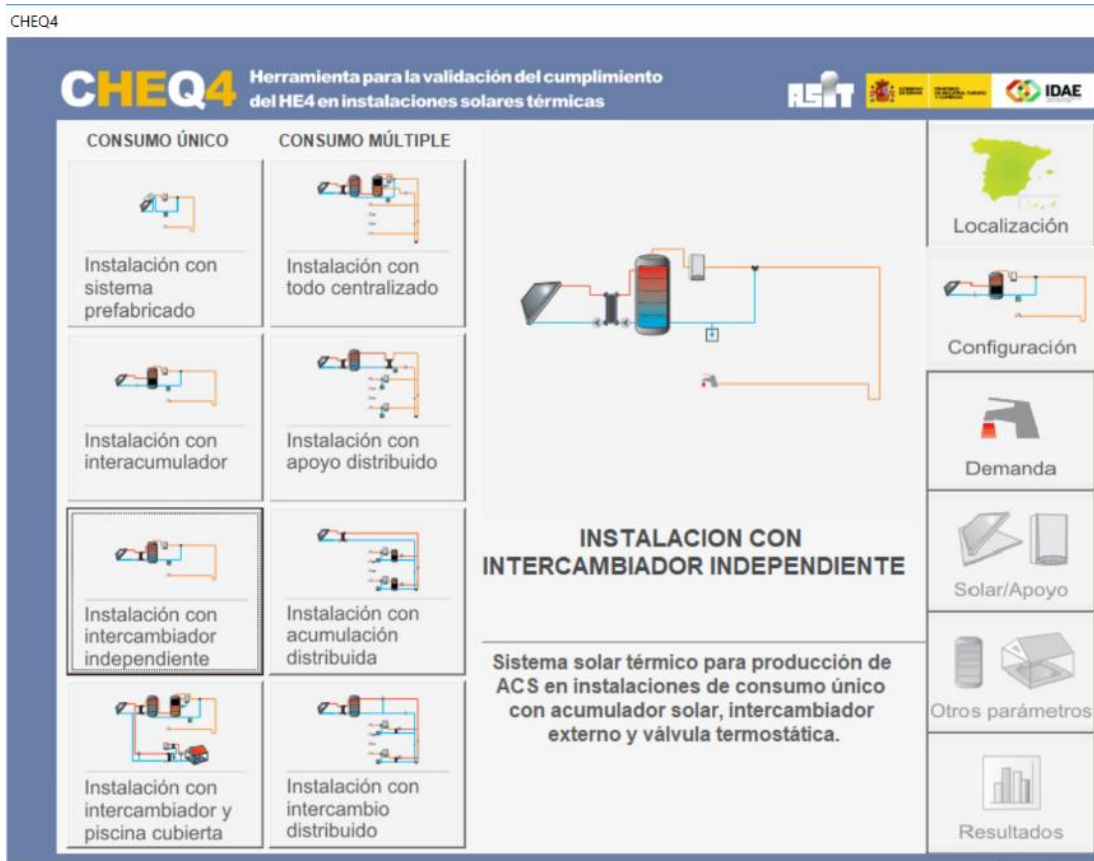 CHEQ4
CHEQ4
Herramienta para la validación del cumplimiento
del HE4 en instalaciones solares térmicas
ASIT
IDAE
CONSUMO ÚNICO
CONSUMO MÚLTIPLE
Instalación con
sistema
prefabricado
Instalación con
todo centralizado
Instalación con
interacumulador
Instalación con
apoyo distribuido
Instalación con
intercambiador
independiente
Instalación con
acumulación
distribuida
Instalación con
intercambiador y
piscina cubierta
Instalación con
intercambio
distribuido
INSTALACION CON
INTERCAMBIADOR INDEPENDIENTE
Sistema solar térmico para producción de
ACS en instalaciones de consumo único
con acumulador solar, intercambiador
externo y válvula termostática.
Localización
Configuración
Demanda
Solar/Apoyo
Otros parámetros
Resultados